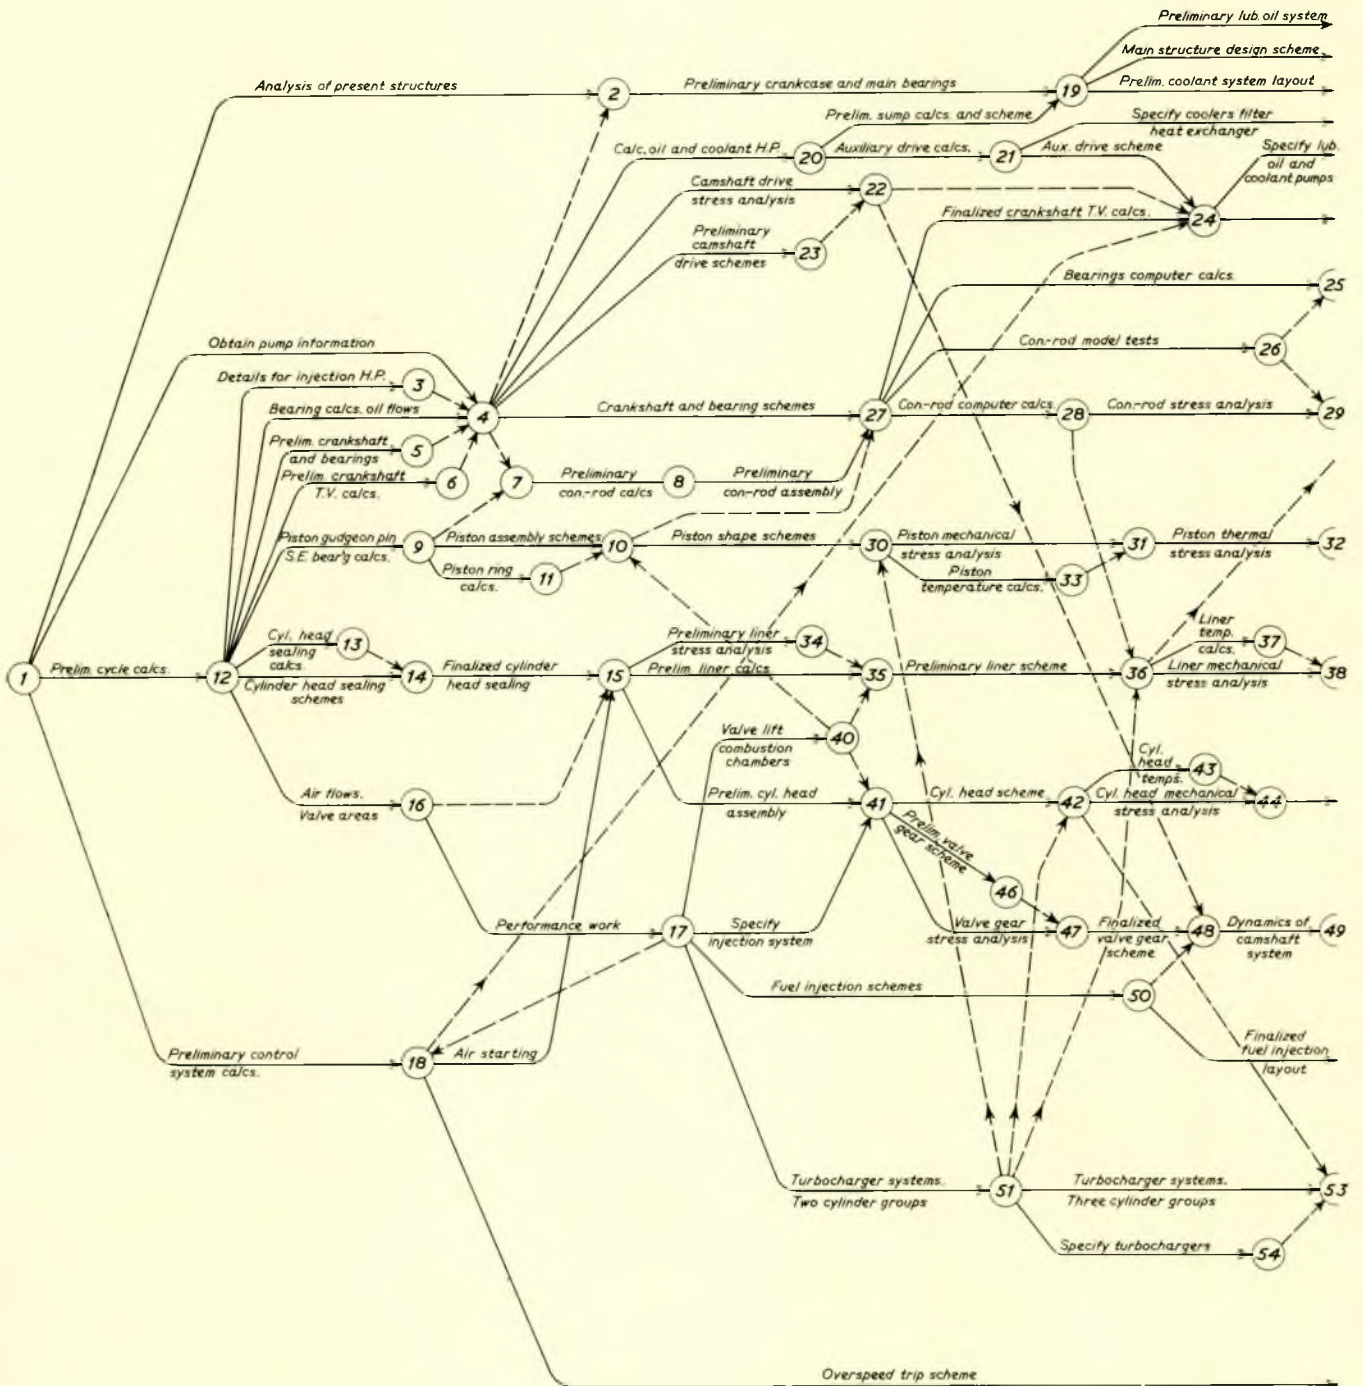 Preliminary lub. oil system
Main structure design scheme
Analysis of present structures
2
Preliminary crankcase and main bearings
19
Prelim. coolant system layout
Prelim. sump calcs. and scheme
Specify coolers filter
heat exchanger
Calc. oil and coolant H.P.
20
Auxiliary drive calcs.
21
Aux. drive scheme
Specify lub.
oil and
coolant pumps
Camshaft drive
stress analysis
22
Finalized crankshaft T.V. calcs.
24
Preliminary
camshaft
drive schemes
23
Bearings computer calcs.
25
Obtain pump information
Con.-rod model tests
26
Details for injection H.P.
3
Bearing calcs. oil flows
4
Crankshaft and bearing schemes
27
Con-rod computer calcs.
28
Con.-rod stress analysis
29
Prelim. crankshaft
and bearings
5
Prelim. crankshaft
T.V. calcs.
6
7
Preliminary
con.-rod calcs
8
Preliminary
con-rod assembly
Piston gudgeon pin
S.E. bear'g calcs.
9
Piston assembly schemes
10
Piston shape schemes
30
Piston mechanical
stress analysis
31
Piston thermal
stress analysis
32
Piston ring
calcs.
11
Piston
temperature calcs.
33
Cyl. head
sealing
calcs.
13
Preliminary liner
stress analysis
34
Liner
temp.
calcs.
37
1
Prelim. cycle calcs.
12
Cylinder head sealing
schemes
14
Finalized cylinder
head sealing
15
Prelim. liner calcs.
35
Preliminary liner scheme
36
Liner mechanical
stress analysis
38
Valve lift
combustion
chambers
40
Cyl.
head
temps.
43
Air flows.
Valve areas
16
Prelim. cyl. head
assembly
41
Cyl. head scheme
42
Cyl. head mechanical
stress analysis
44
Prelim. valve
gear scheme
46
Performance work
17
Specify
injection system
Valve gear
stress analysis
47
Finalized
valve gear
scheme
48
Dynamics of
camshaft
system
49
Fuel injection schemes
50
Preliminary control
system calcs.
18
Air starting
Finalized
fuel injection
layout
Turbocharger systems.
Two cylinder groups
51
Turbocharger systems.
Three cylinder groups
53
Specify turbochargers
54
Overspeed trip scheme